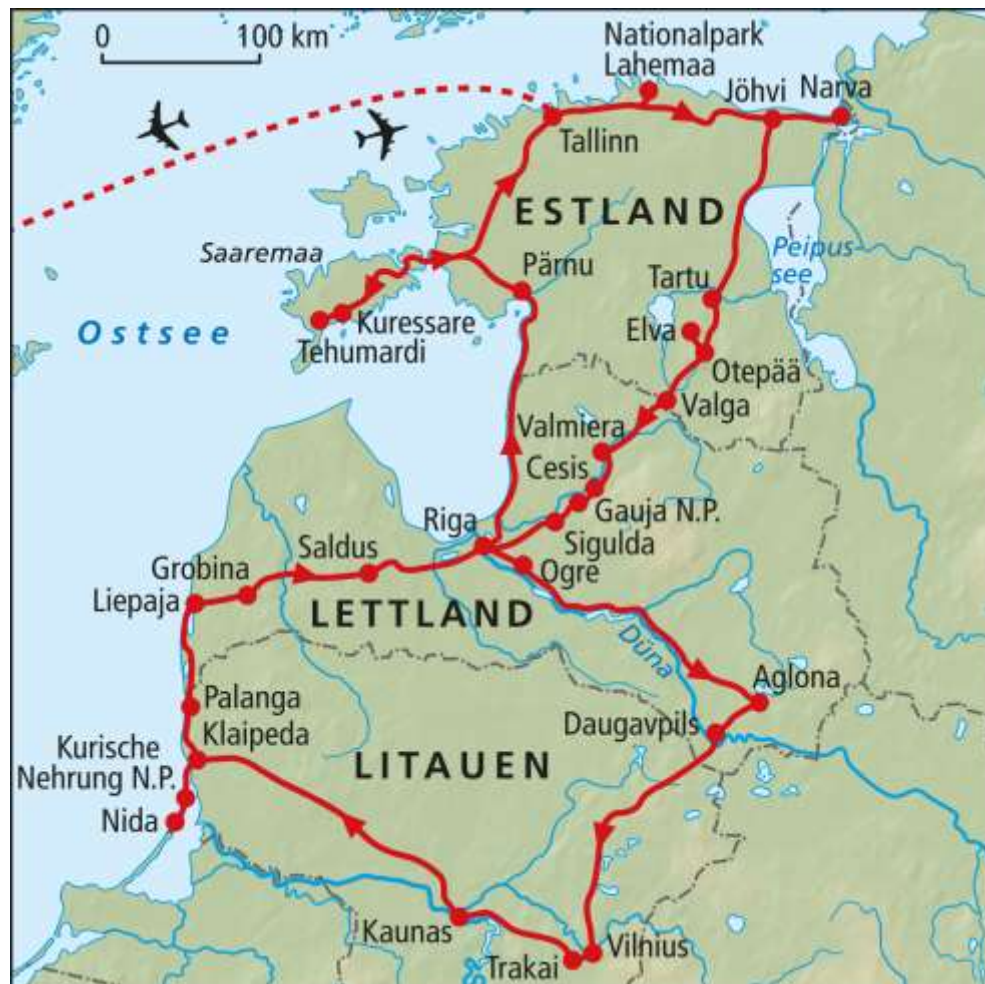 0
100 km
Nationalpark
Lahemaa
Jöhvi
Narva
Tallinn
ESTLAND
Saaremaa
Peipus-
see
Pärnu
Tartu
Kuressare
Tehumardi
Ostsee
Elva
Otepää
Valga
Valmiera
Cesis
Gauja N.P.
Riga
Sigulda
Saldus
Ogre
Grobina
Liepaja
LETTLAND
Düna
Aglona
Palanga
Klaipeda
Daugavpils
Kurische
Nehrung N.P.
LITAUEN
Nida
Kaunas
Vilnius
Trakai